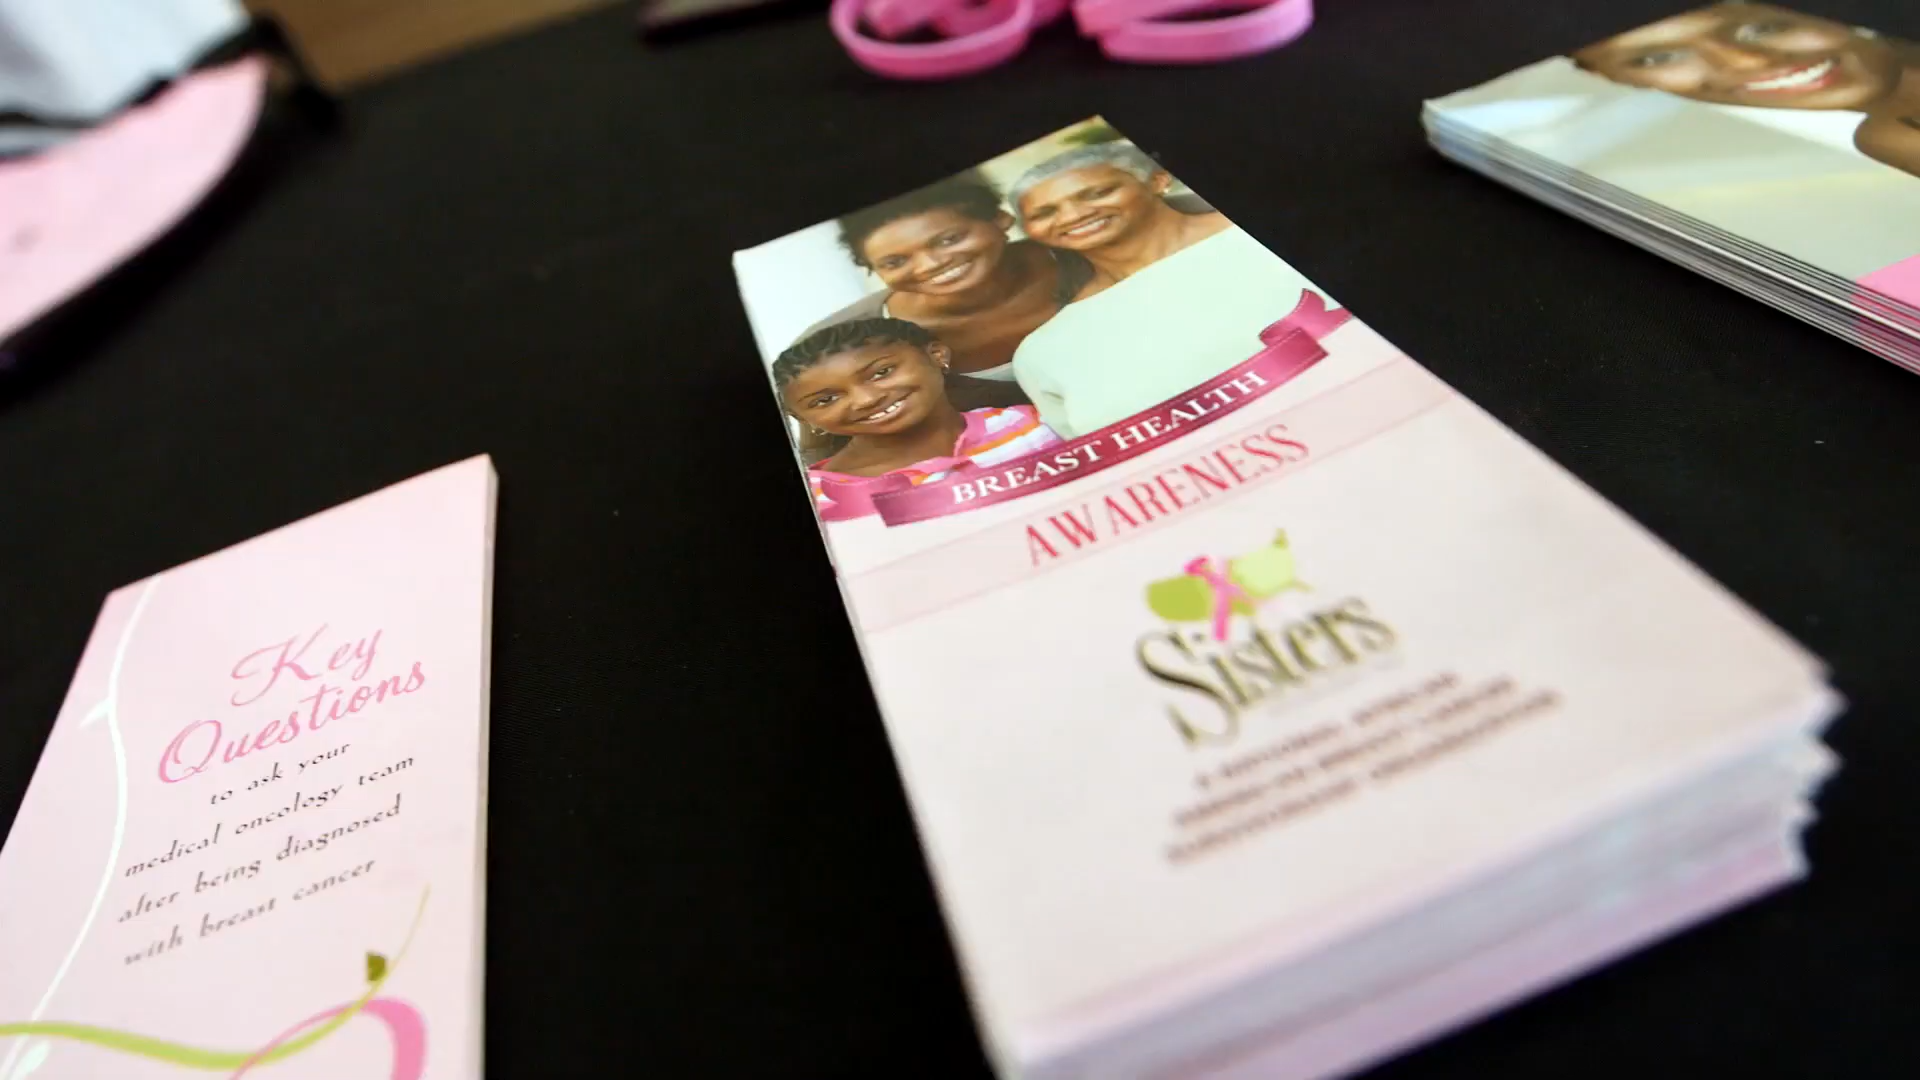 Key
Questions
to ask your
medical oncology team
after being diagnosed
with breast cancer
BREAST HEALTH
AWARENESS
Sisters